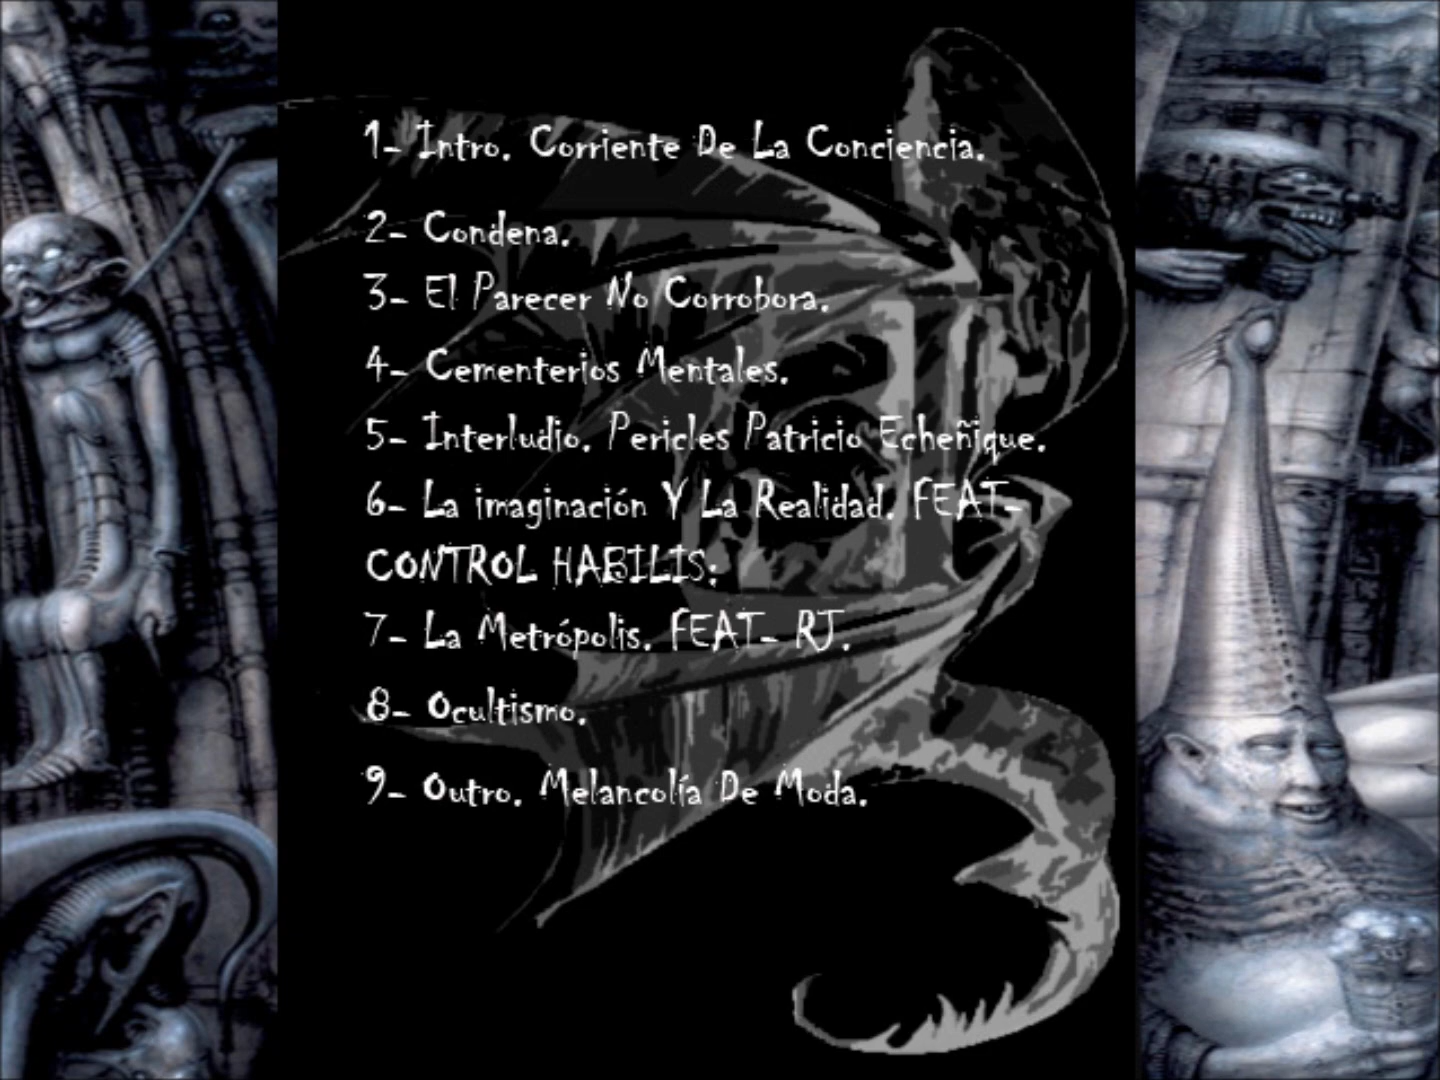 1- Intro. Corriente De La Conciencia.
2- Condena.
3- El Parecer No Corrobora.
4- Cementerios Mentales.
5- Interludio. Pericles Patricio Echeñique.
6- La imaginación Y La Realidad. FEAT-
CONTROL HABILIS;
7- La Metrópolis. FEAT- RJ.
8- Ocultismo.
9- Outro. Melancolía De Moda.